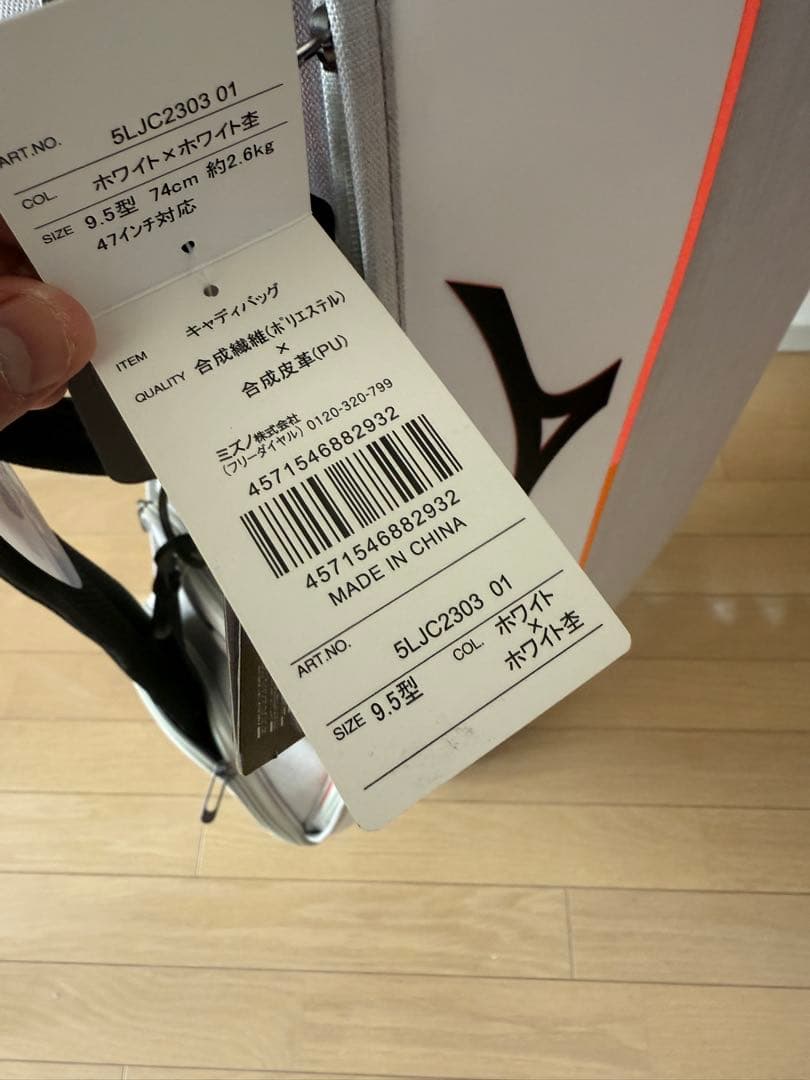 ART.NO. 5LJC2303 01
COL. ホワイト×ホワイト杢
SIZE 9.5型 74cm 約2.6kg
47インチ対応
ITEM キャディバッグ
QUALITY 合成繊維(ポリエステル)
×
合成皮革(PU)
ミズノ株式会社
(フリーダイヤル) 0120-320-799
4571546882932
4571546882932
MADE IN CHINA
ART.NO. 5LJC2303 01
SIZE 9.5型 COL. ホワイト
×
ホワイト杢